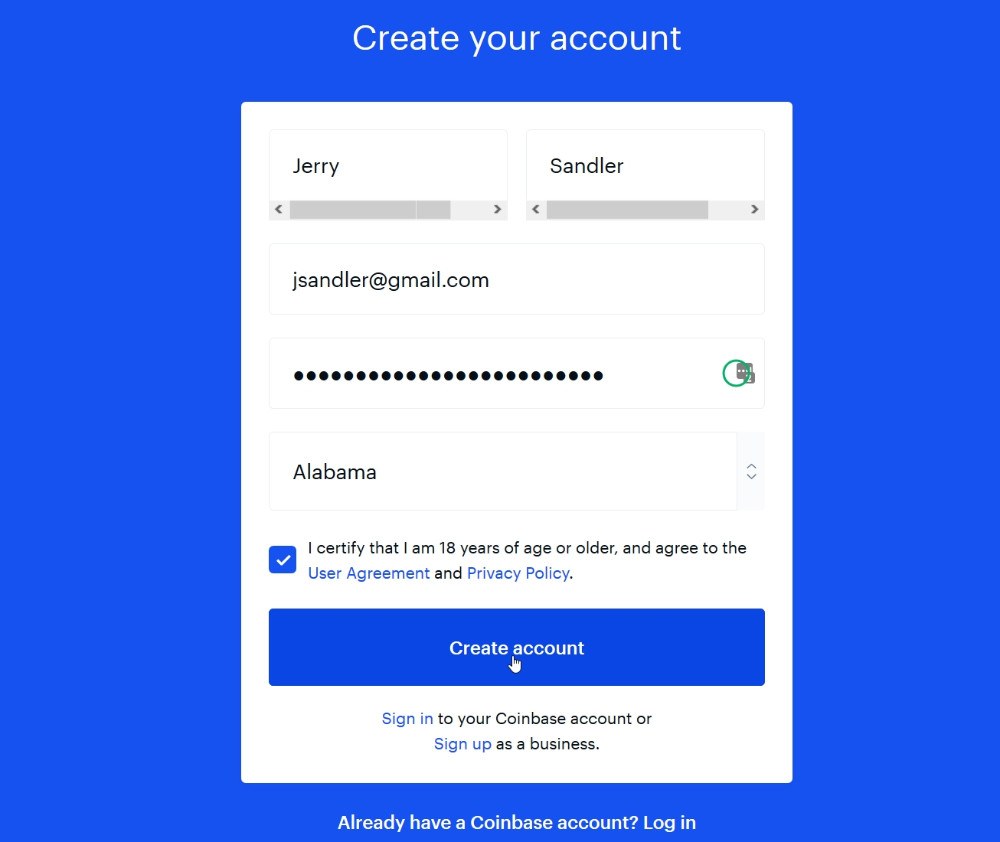 Create your account
Jerry
Sandler
jsandler@gmail.com
•••••••••••••••••••••••••
Alabama
I certify that I am 18 years of age or older, and agree to the
User Agreement and Privacy Policy.
Create account
Sign in to your Coinbase account or
Sign up as a business.
Already have a Coinbase account? Log in